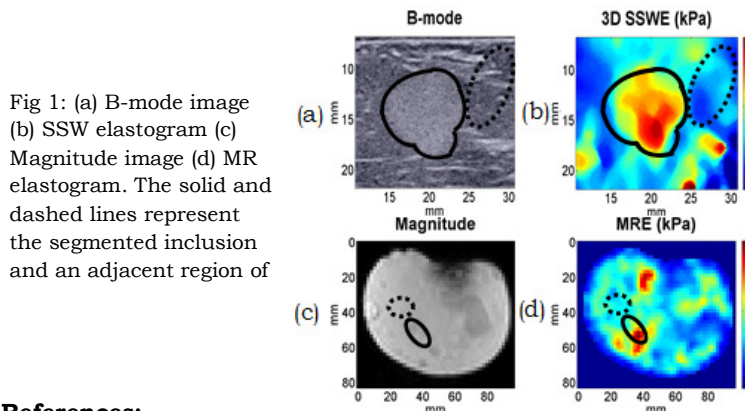 Fig 1: (a) B-mode image
(b) SSW elastogram (c)
Magnitude image (d) MR
elastogram. The solid and
dashed lines represent
the segmented inclusion
and an adjacent region of
B-mode
(a)
10
15
20
15 20 25 30
mm
3D SSWE (kPa)
(b)
mm
10
15
20
15 20 25 30
mm
Magnitude
(c)
mm
0
20
40
60
80
0 20 40 60 80
mm
MRE (kPa)
(d)
mm
0
20
40
60
80
0 20 40 60 80
mm
References: